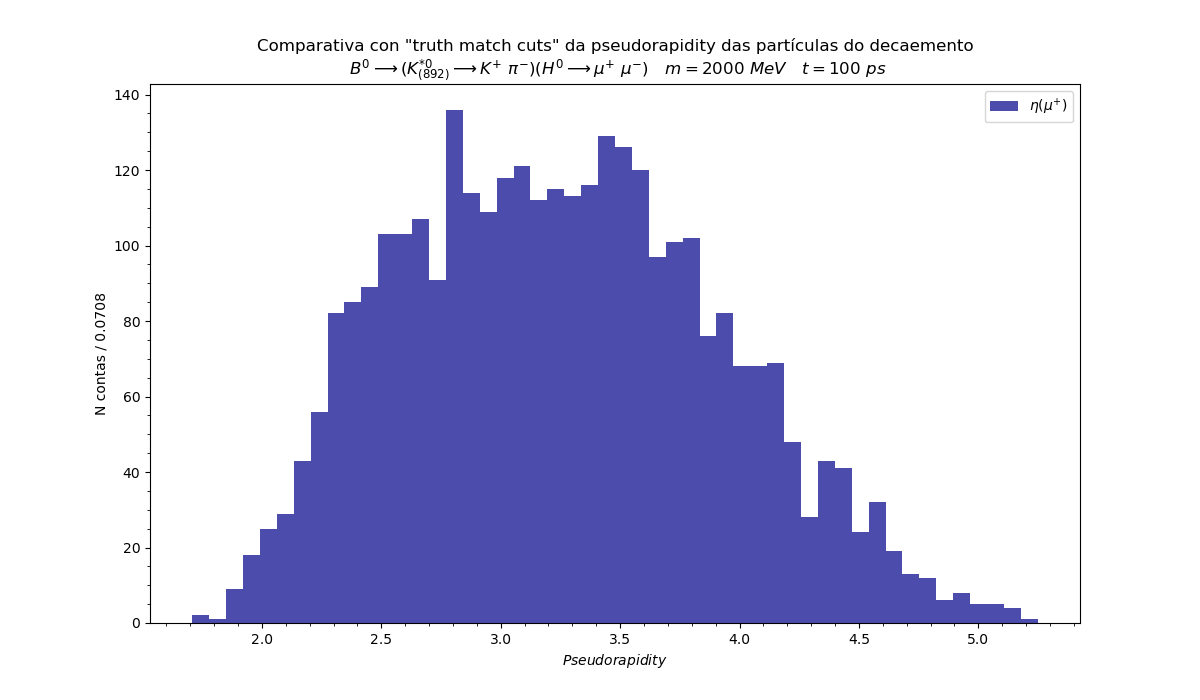 Comparativa con "truth match cuts" da pseudorapidity das partículas do decaemento
B⁰ ⟶ (K*⁰₍₈₉₂₎ ⟶ K⁺ π⁻)(H⁰ ⟶ μ⁺ μ⁻)   m = 2000 MeV   t = 100 ps
η(μ⁺)
140
120
100
80
60
40
20
0
N contas / 0.0708
2.0 2.5 3.0 3.5 4.0 4.5 5.0
Pseudorapidity